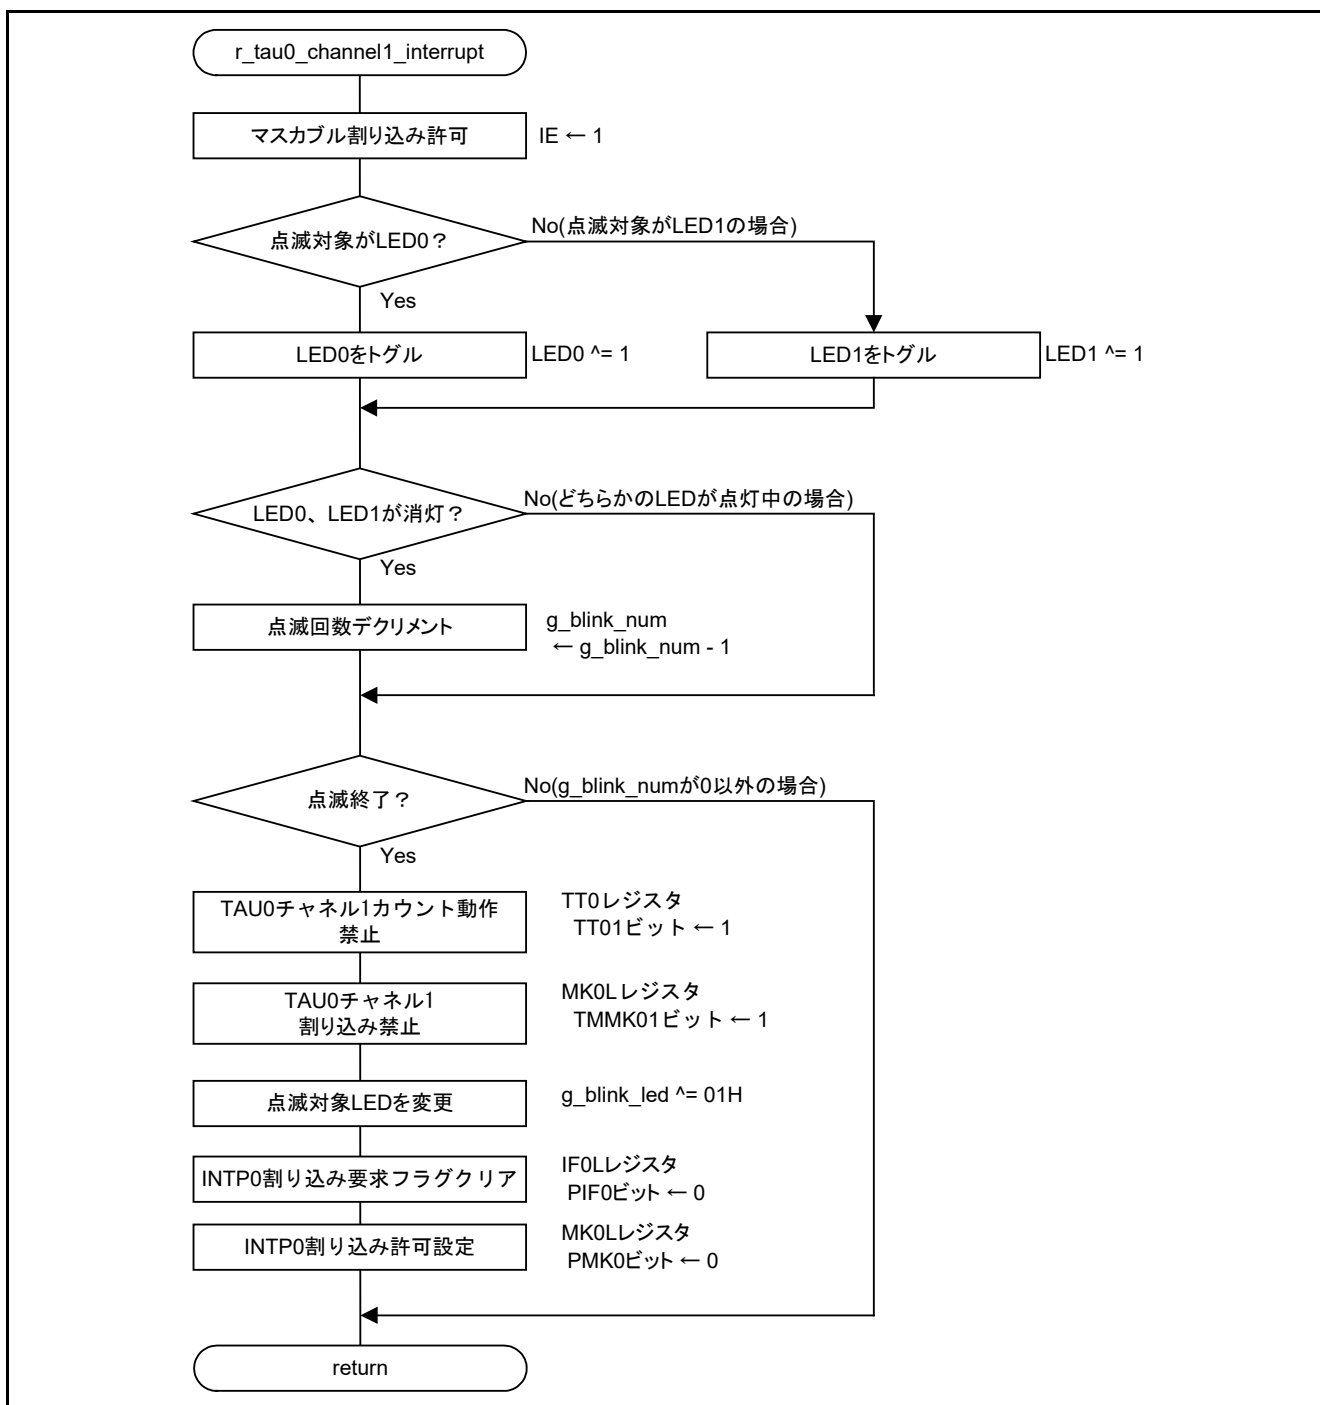 r_tau0_channel1_interrupt
マスカブル割り込み許可
IE ← 1
点滅対象がLED0？
No(点滅対象がLED1の場合)
Yes
LED0をトグル
LED0 ^= 1
LED1をトグル
LED1 ^= 1
LED0、LED1が消灯？
No(どちらかのLEDが点灯中の場合)
Yes
点滅回数デクリメント
g_blink_num
← g_blink_num - 1
点滅終了？
No(g_blink_numが0以外の場合)
Yes
TAU0チャネル1カウント動作
禁止
TT0レジスタ
TT01ビット ← 1
TAU0チャネル1
割り込み禁止
MK0Lレジスタ
TMMK01ビット ← 1
点滅対象LEDを変更
g_blink_led ^= 01H
INTP0割り込み要求フラグクリア
IF0Lレジスタ
PIF0ビット ← 0
INTP0割り込み許可設定
MK0Lレジスタ
PMK0ビット ← 0
return